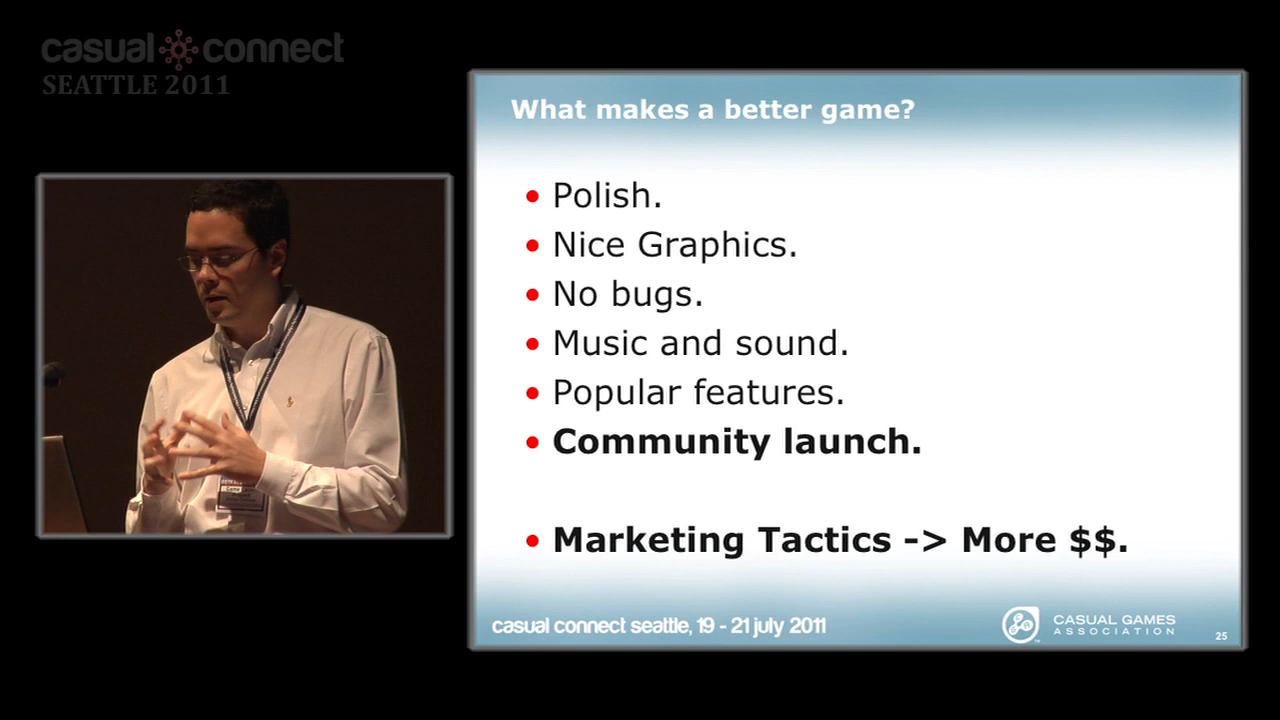 casual connect
SEATTLE 2011
What makes a better game?
• Polish.
• Nice Graphics.
• No bugs.
• Music and sound.
• Popular features.
• Community launch.
• Marketing Tactics -> More $$.
casual connect seattle, 19 - 21 july 2011
CASUAL GAMES
ASSOCIATION
25